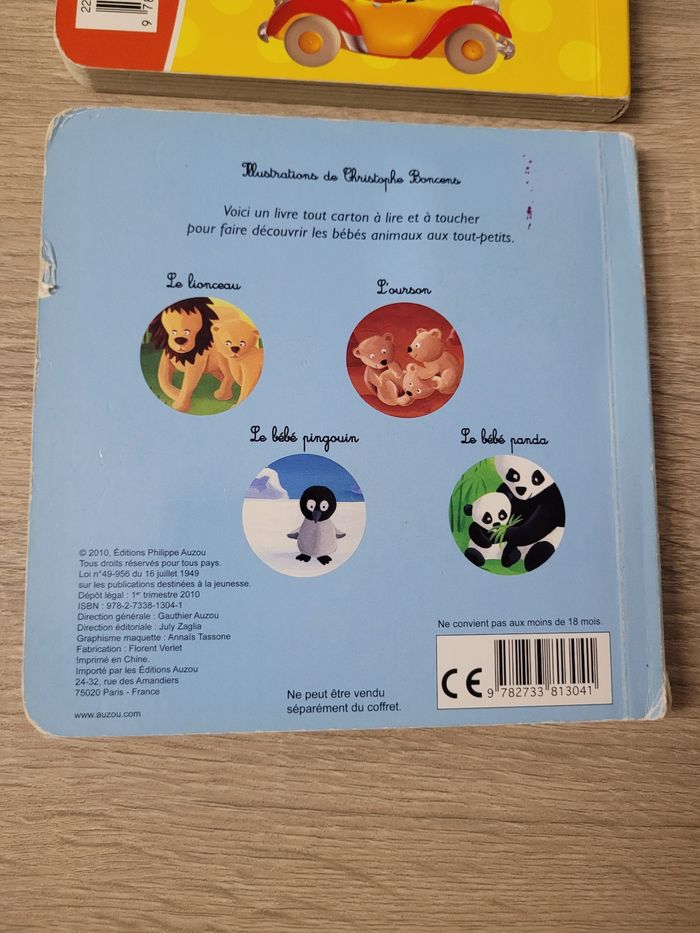 22
9 78
Illustrations de Christophe Boncens
Voici un livre tout carton à lire et à toucher
pour faire découvrir les bébés animaux aux tout-petits.
Le lionceau
L'ourson
Le bébé pingouin
Le bébé panda
© 2010, Éditions Philippe Auzou
Tous droits réservés pour tous pays.
Loi n°49-956 du 16 juillet 1949
sur les publications destinées à la jeunesse.
Dépôt légal : 1er trimestre 2010
ISBN : 978-2-7338-1304-1
Direction générale : Gauthier Auzou
Direction éditoriale : July Zaglia
Graphisme maquette : Annaïs Tassone
Fabrication : Florent Verlet
Imprimé en Chine.
Importé par les Éditions Auzou
24-32, rue des Amandiers
75020 Paris - France
www.auzou.com
Ne peut être vendu
séparément du coffret.
Ne convient pas aux moins de 18 mois.
CE
9 782733 813041